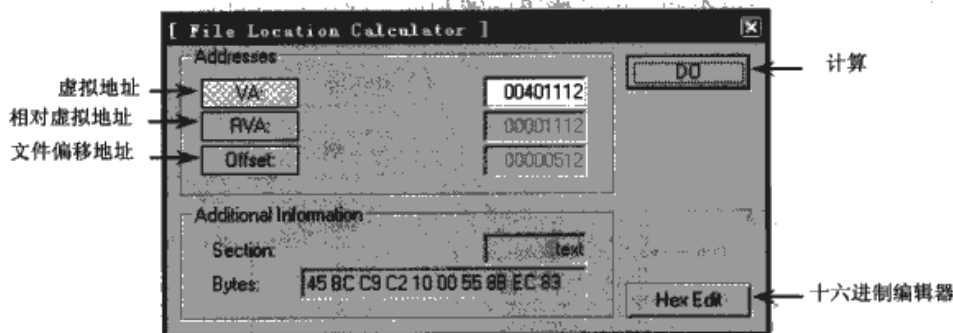 [ File Location Calculator ]
Addresses
虚拟地址
VA:
00401112
DO
计算
相对虚拟地址
RVA:
00001112
文件偏移地址
Offset:
00000512
Additional Information
Section:
.text
Bytes:
45 BC C9 C2 10 00 55 8B EC 83
Hex Edit
十六进制编辑器